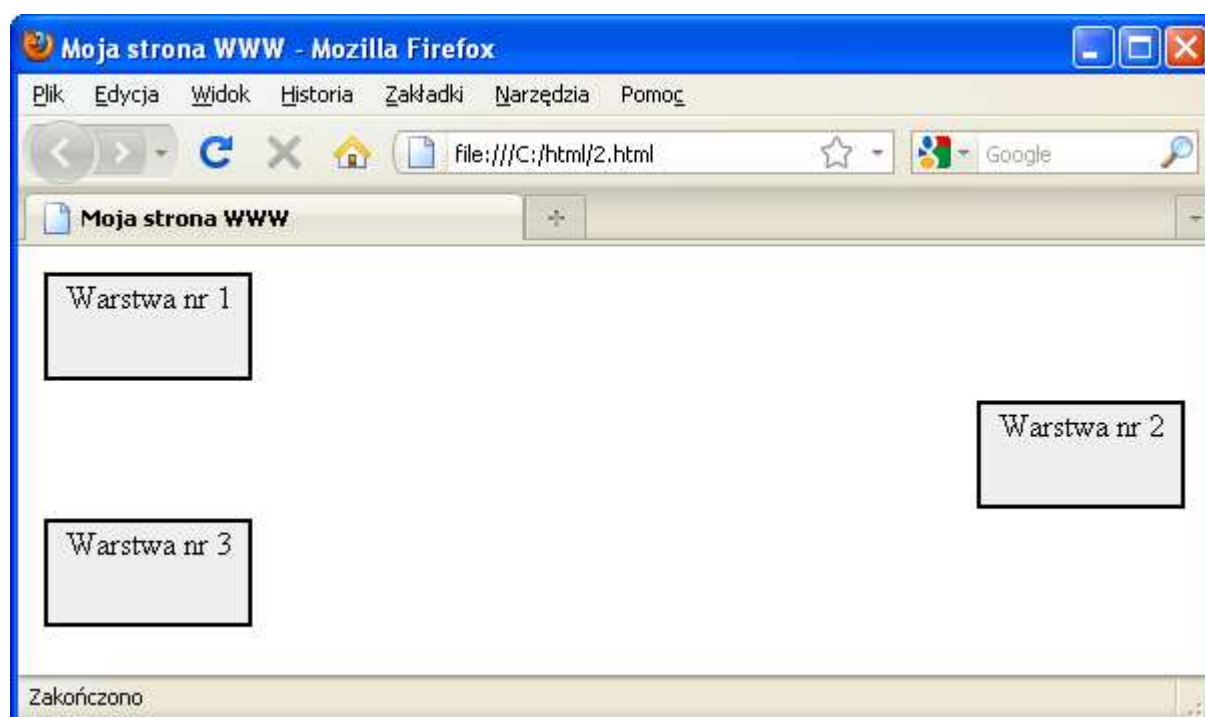 Moja strona WWW - Mozilla Firefox
Plik Edycja Widok Historia Zakładki Narzędzia Pomoc
file:///C:/html/2.html Google
Moja strona WWW
Warstwa nr 1
Warstwa nr 2
Warstwa nr 3
Zakończono